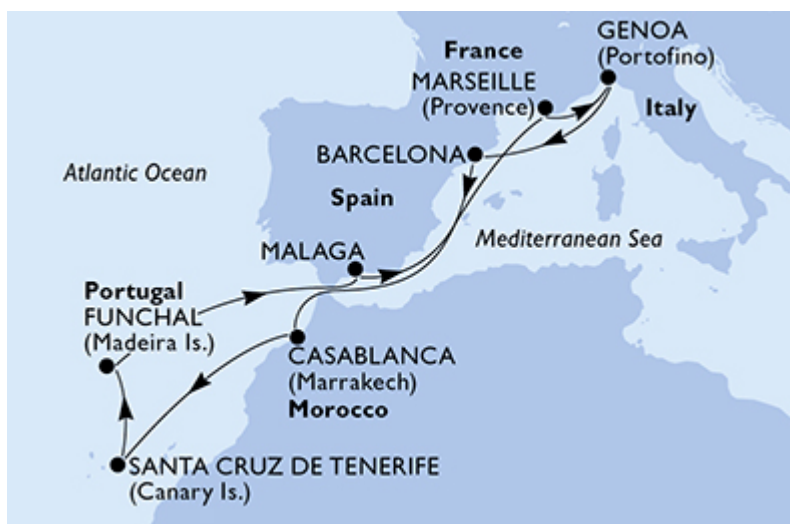 GENOA
(Portofino)
France
MARSEILLE
(Provence)
Italy
BARCELONA
Atlantic Ocean
Spain
Mediterranean Sea
MALAGA
Portugal
FUNCHAL
(Madeira Is.)
CASABLANCA
(Marrakech)
Morocco
SANTA CRUZ DE TENERIFE
(Canary Is.)